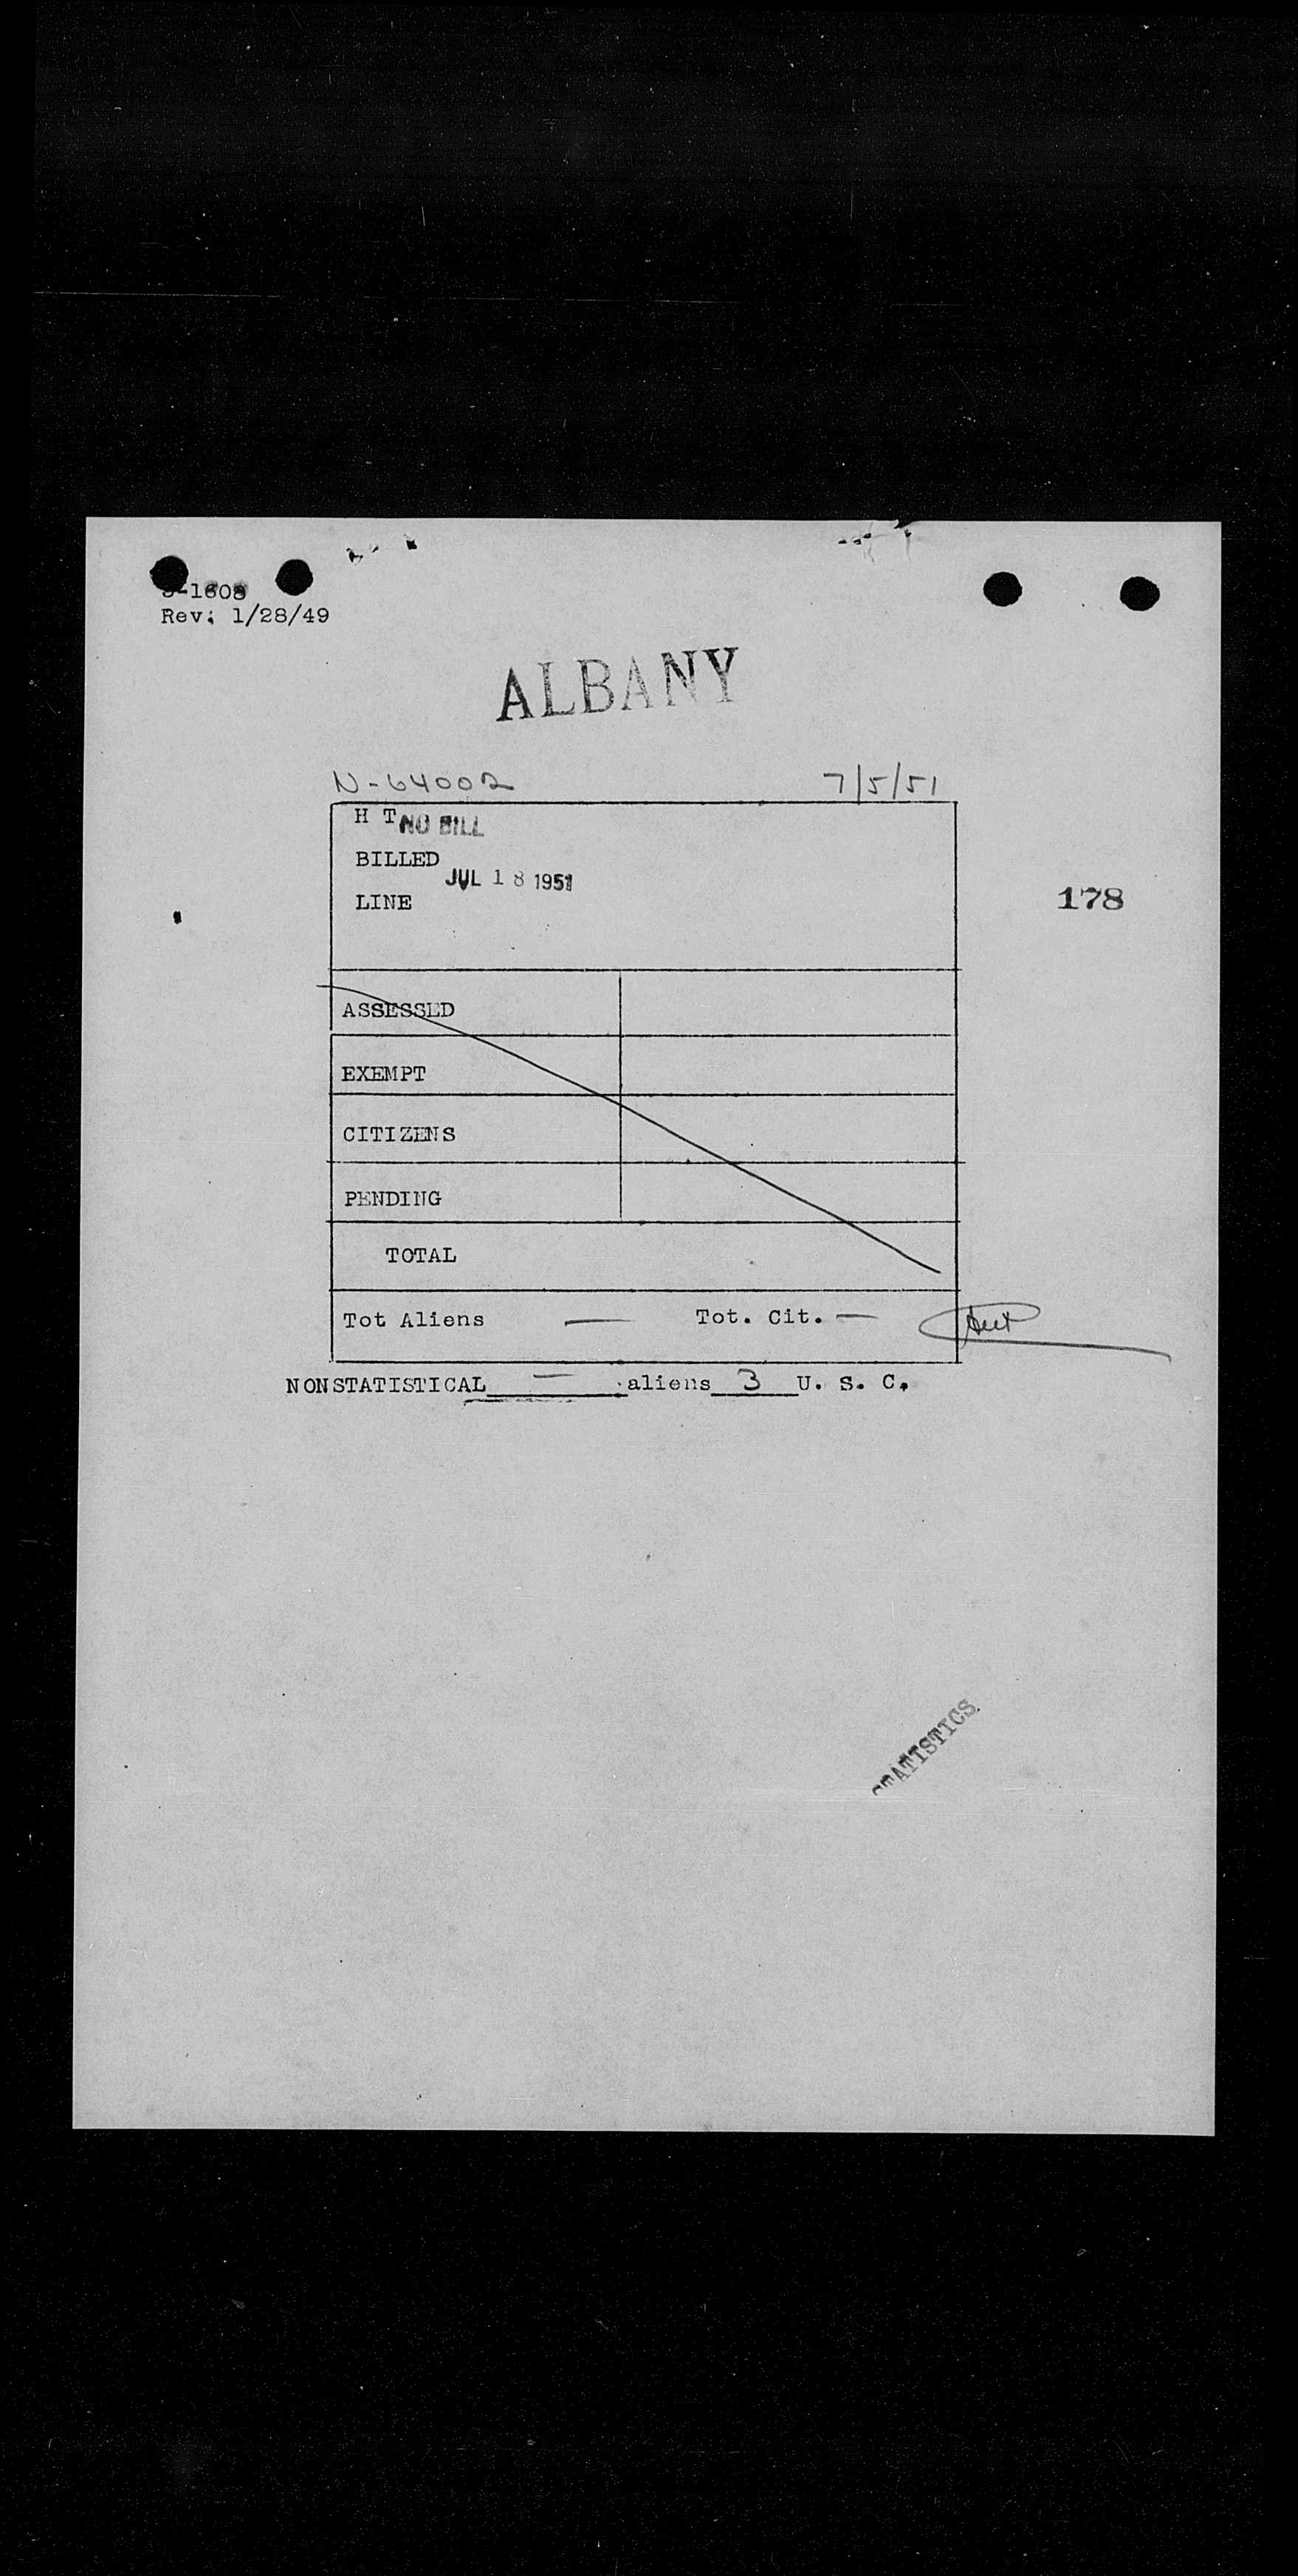 -1608
Rev. 1/28/49
ALBANY
N-64002 7/5/51
H T NO BILL
BILLED
JUL 18 1951
LINE
178
ASSESSED
EXEMPT
CITIZENS
PENDING
TOTAL
Tot Aliens — Tot. Cit. —
NONSTATISTICAL — aliens 3 U. S. C.
STATISTICS